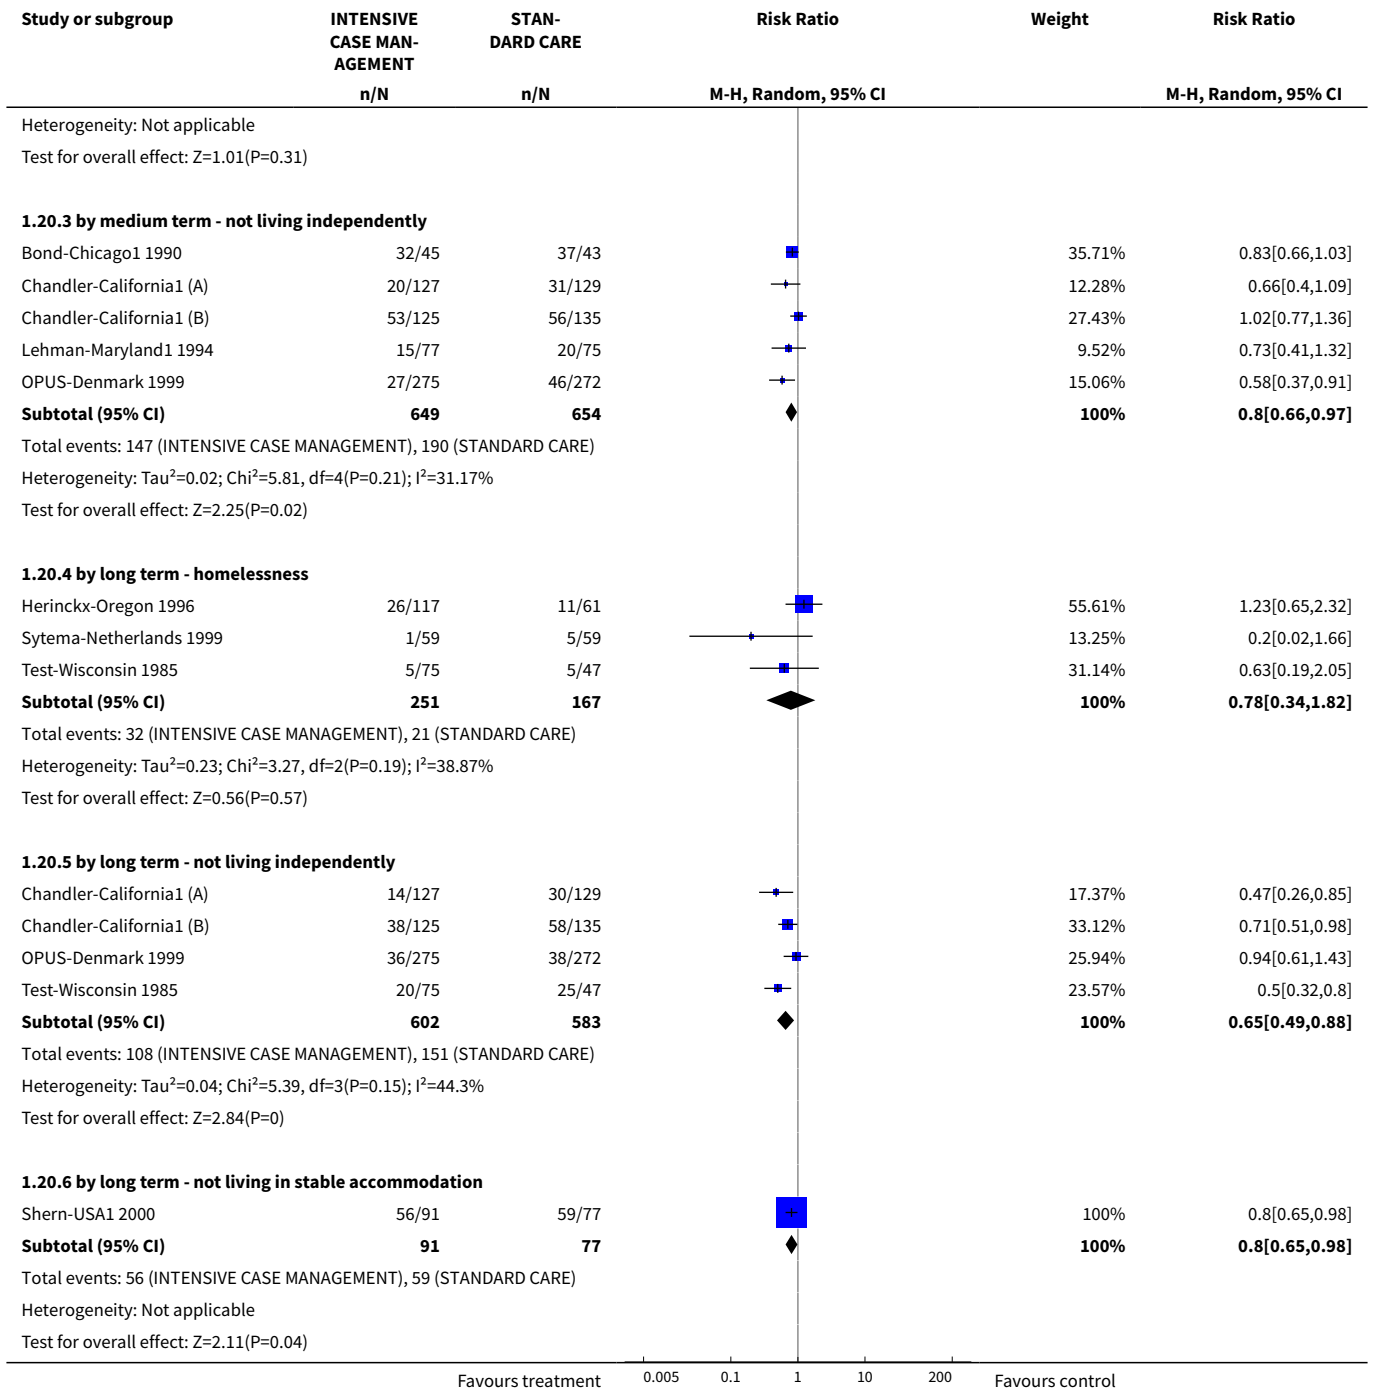 Study or subgroup INTENSIVE CASE MAN-AGEMENT STAN-DARD CARE Risk Ratio Weight Risk Ratio
n/N n/N M-H, Random, 95% CI M-H, Random, 95% CI
Heterogeneity: Not applicable
Test for overall effect: Z=1.01(P=0.31)
1.20.3 by medium term - not living independently
Bond-Chicago1 1990 32/45 37/43 35.71% 0.83[0.66,1.03]
Chandler-California1 (A) 20/127 31/129 12.28% 0.66[0.4,1.09]
Chandler-California1 (B) 53/125 56/135 27.43% 1.02[0.77,1.36]
Lehman-Maryland1 1994 15/77 20/75 9.52% 0.73[0.41,1.32]
OPUS-Denmark 1999 27/275 46/272 15.06% 0.58[0.37,0.91]
Subtotal (95% CI) 649 654 100% 0.8[0.66,0.97]
Total events: 147 (INTENSIVE CASE MANAGEMENT), 190 (STANDARD CARE)
Heterogeneity: Tau²=0.02; Chi²=5.81, df=4(P=0.21); I²=31.17%
Test for overall effect: Z=2.25(P=0.02)
1.20.4 by long term - homelessness
Herinckx-Oregon 1996 26/117 11/61 55.61% 1.23[0.65,2.32]
Sytema-Netherlands 1999 1/59 5/59 13.25% 0.2[0.02,1.66]
Test-Wisconsin 1985 5/75 5/47 31.14% 0.63[0.19,2.05]
Subtotal (95% CI) 251 167 100% 0.78[0.34,1.82]
Total events: 32 (INTENSIVE CASE MANAGEMENT), 21 (STANDARD CARE)
Heterogeneity: Tau²=0.23; Chi²=3.27, df=2(P=0.19); I²=38.87%
Test for overall effect: Z=0.56(P=0.57)
1.20.5 by long term - not living independently
Chandler-California1 (A) 14/127 30/129 17.37% 0.47[0.26,0.85]
Chandler-California1 (B) 38/125 58/135 33.12% 0.71[0.51,0.98]
OPUS-Denmark 1999 36/275 38/272 25.94% 0.94[0.61,1.43]
Test-Wisconsin 1985 20/75 25/47 23.57% 0.5[0.32,0.8]
Subtotal (95% CI) 602 583 100% 0.65[0.49,0.88]
Total events: 108 (INTENSIVE CASE MANAGEMENT), 151 (STANDARD CARE)
Heterogeneity: Tau²=0.04; Chi²=5.39, df=3(P=0.15); I²=44.3%
Test for overall effect: Z=2.84(P=0)
1.20.6 by long term - not living in stable accommodation
Shern-USA1 2000 56/91 59/77 100% 0.8[0.65,0.98]
Subtotal (95% CI) 91 77 100% 0.8[0.65,0.98]
Total events: 56 (INTENSIVE CASE MANAGEMENT), 59 (STANDARD CARE)
Heterogeneity: Not applicable
Test for overall effect: Z=2.11(P=0.04)
Favours treatment 0.005 0.1 1 10 200 Favours control